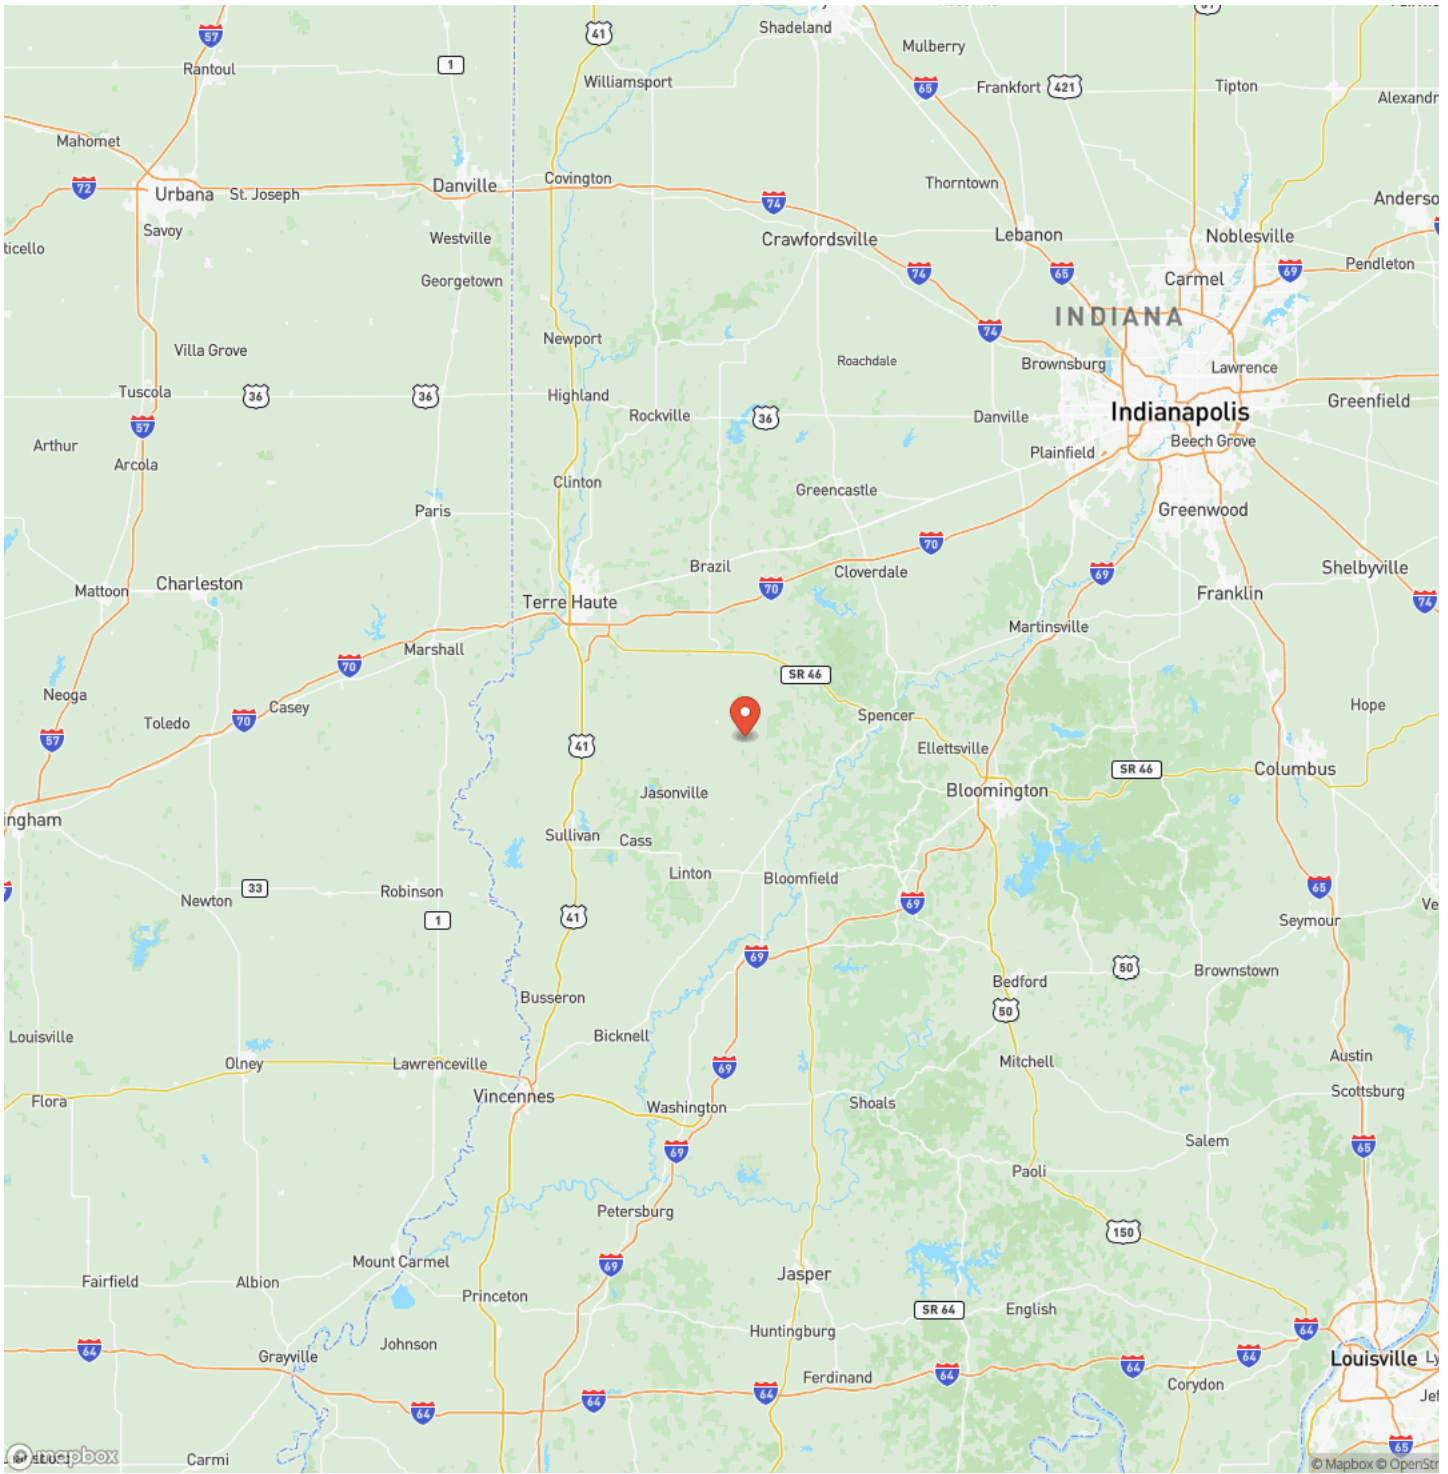 Shadeland
57
41
Mulberry
Rantoul
1
Williamsport
65
Frankfort
421
Tipton
Alexandr
Mahomet
72
Urbana
St. Joseph
Danville
Covington
74
Thorntown
Anderso
Savoy
ticello
Westville
Crawfordsville
Lebanon
Noblesville
Georgetown
74
65
Carmel
69
Pendleton
INDIANA
74
Newport
Villa Grove
Roachdale
Brownsburg
Lawrence
Tuscola
36
36
Highland
Rockville
36
Danville
Indianapolis
Greenfield
57
Arthur
Arcola
Beech Grove
Plainfield
Clinton
Greencastle
Paris
Greenwood
70
Brazil
Cloverdale
69
Shelbyville
Mattoon
Charleston
70
Franklin
74
Terre Haute
Martinsville
Marshall
70
SR 46
Neoga
Casey
Toledo
70
57
Spencer
Hope
41
Ellettsville
SR 46
Columbus
Jasonville
Bloomington
ingham
Sullivan
Cass
Linton
Bloomfield
33
Newton
Robinson
1
41
69
65
Seymour
Ve
69
50
Brownstown
Bedford
50
Busseron
Louisville
Bicknell
Olney
Lawrenceville
69
Mitchell
Austin
Flora
Vincennes
Washington
Shoals
Scottsburg
69
Salem
65
Paoli
Petersburg
150
Mount Carmel
69
Jasper
Fairfield
Albion
Princeton
SR 64
English
Johnson
Huntingburg
64
64
Grayville
64
64
Louisville
Ly
Ferdinand
64
64
64
64
Corydon
Jef
65
mapbox
Carmi
© Mapbox © OpenStr